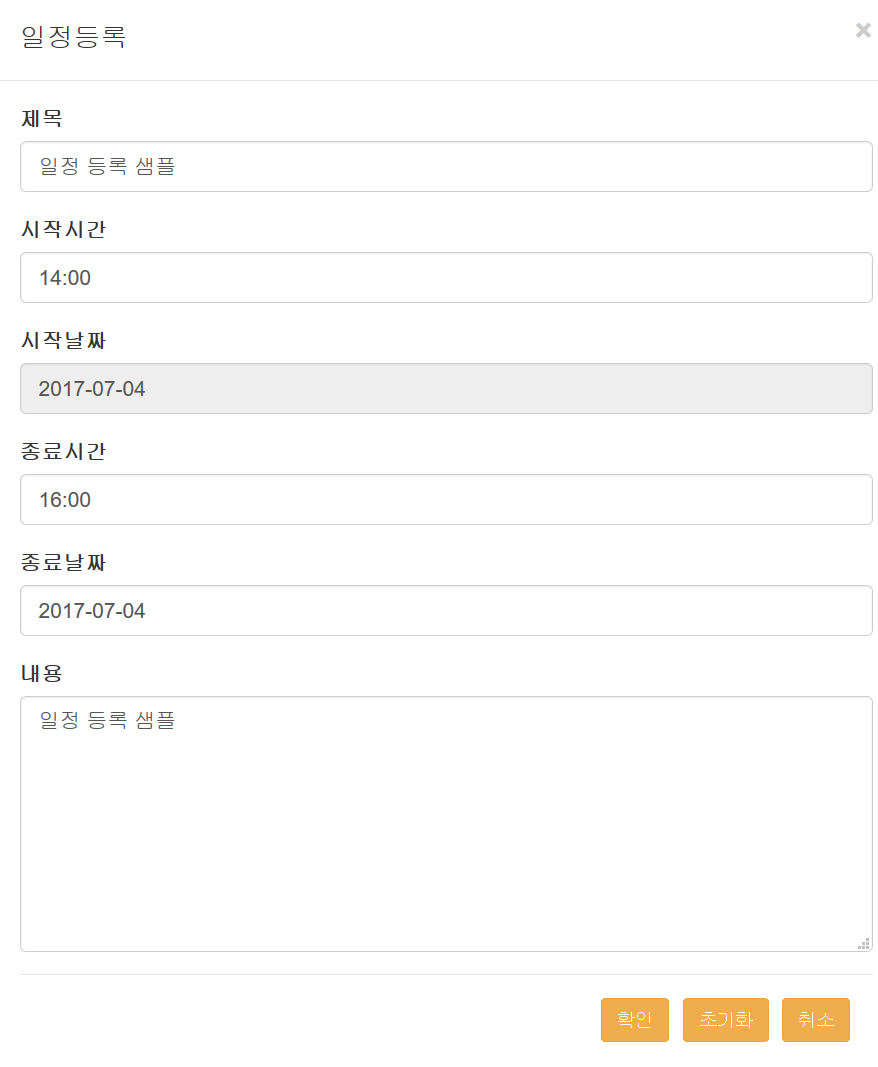 일정등록
×
제목
일정 등록 샘플
시작시간
14:00
시작날짜
2017-07-04
종료시간
16:00
종료날짜
2017-07-04
내용
일정 등록 샘플
확인 초기화 취소